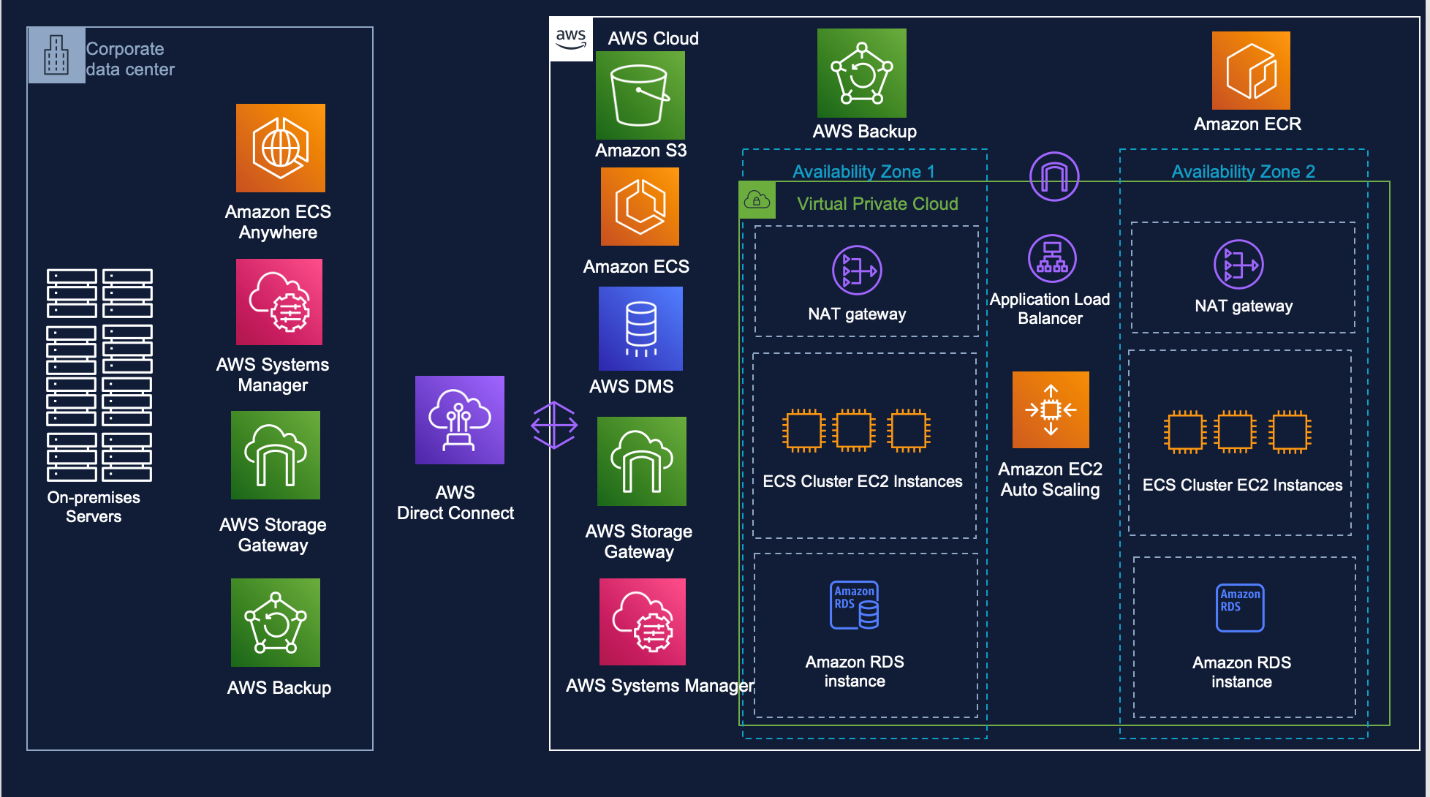 Corporate
data center
Amazon ECS
Anywhere
AWS Systems
Manager
On-premises
Servers
AWS Storage
Gateway
AWS Backup
AWS
Direct Connect
aws
AWS Cloud
Amazon S3
Amazon ECS
AWS DMS
AWS Storage
Gateway
AWS Systems Manager
AWS Backup
Amazon ECR
Availability Zone 1
Virtual Private Cloud
NAT gateway
ECS Cluster EC2 Instances
Amazon
RDS
Amazon RDS
instance
Application Load
Balancer
Amazon EC2
Auto Scaling
Availability Zone 2
NAT gateway
ECS Cluster EC2 Instances
Amazon
RDS
Amazon RDS
instance